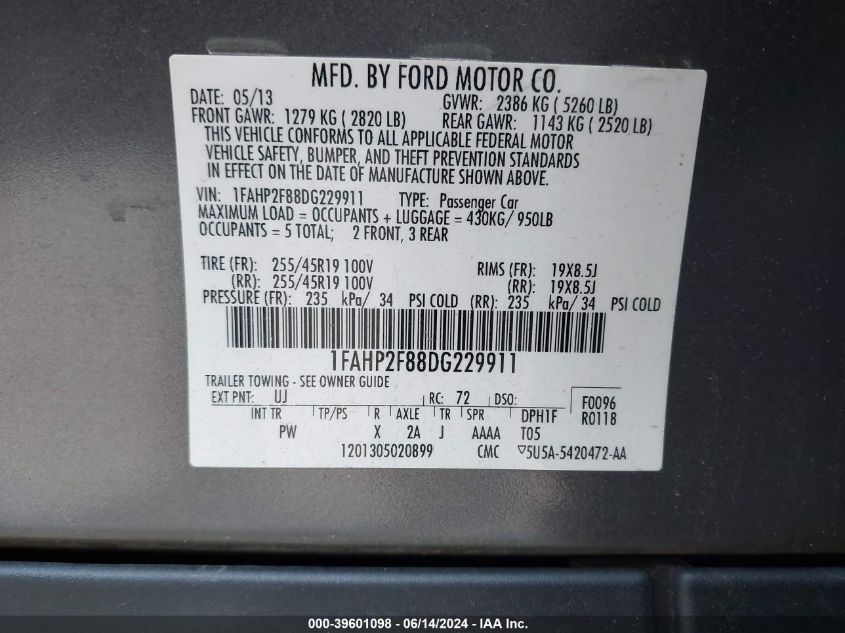 MFD. BY FORD MOTOR CO.
DATE: 05/13 GVWR: 2386 KG ( 5260 LB)
FRONT GAWR: 1279 KG ( 2820 LB) REAR GAWR: 1143 KG ( 2520 LB)
THIS VEHICLE CONFORMS TO ALL APPLICABLE FEDERAL MOTOR
VEHICLE SAFETY, BUMPER, AND THEFT PREVENTION STANDARDS
IN EFFECT ON THE DATE OF MANUFACTURE SHOWN ABOVE.
VIN: 1FAHP2F88DG229911 TYPE: Passenger Car
MAXIMUM LOAD = OCCUPANTS + LUGGAGE = 430KG/ 950LB
OCCUPANTS = 5 TOTAL; 2 FRONT, 3 REAR
TIRE (FR): 255/45R19 100V RIMS (FR): 19X8.5J
(RR): 255/45R19 100V (RR): 19X8.5J
PRESSURE (FR): 235 kPa/ 34 PSI COLD (RR): 235 kPa/ 34 PSI COLD
1FAHP2F88DG229911
TRAILER TOWING - SEE OWNER GUIDE
EXT PNT: UJ RC: 72 DSO: F0096
INT TR TP/PS R AXLE TR SPR DPH1F R0118
PW X 2A J AAAA T05
1201305020899 CMC ▽5U5A-5420472-AA
000-39601098 - 06/14/2024 - IAA Inc.